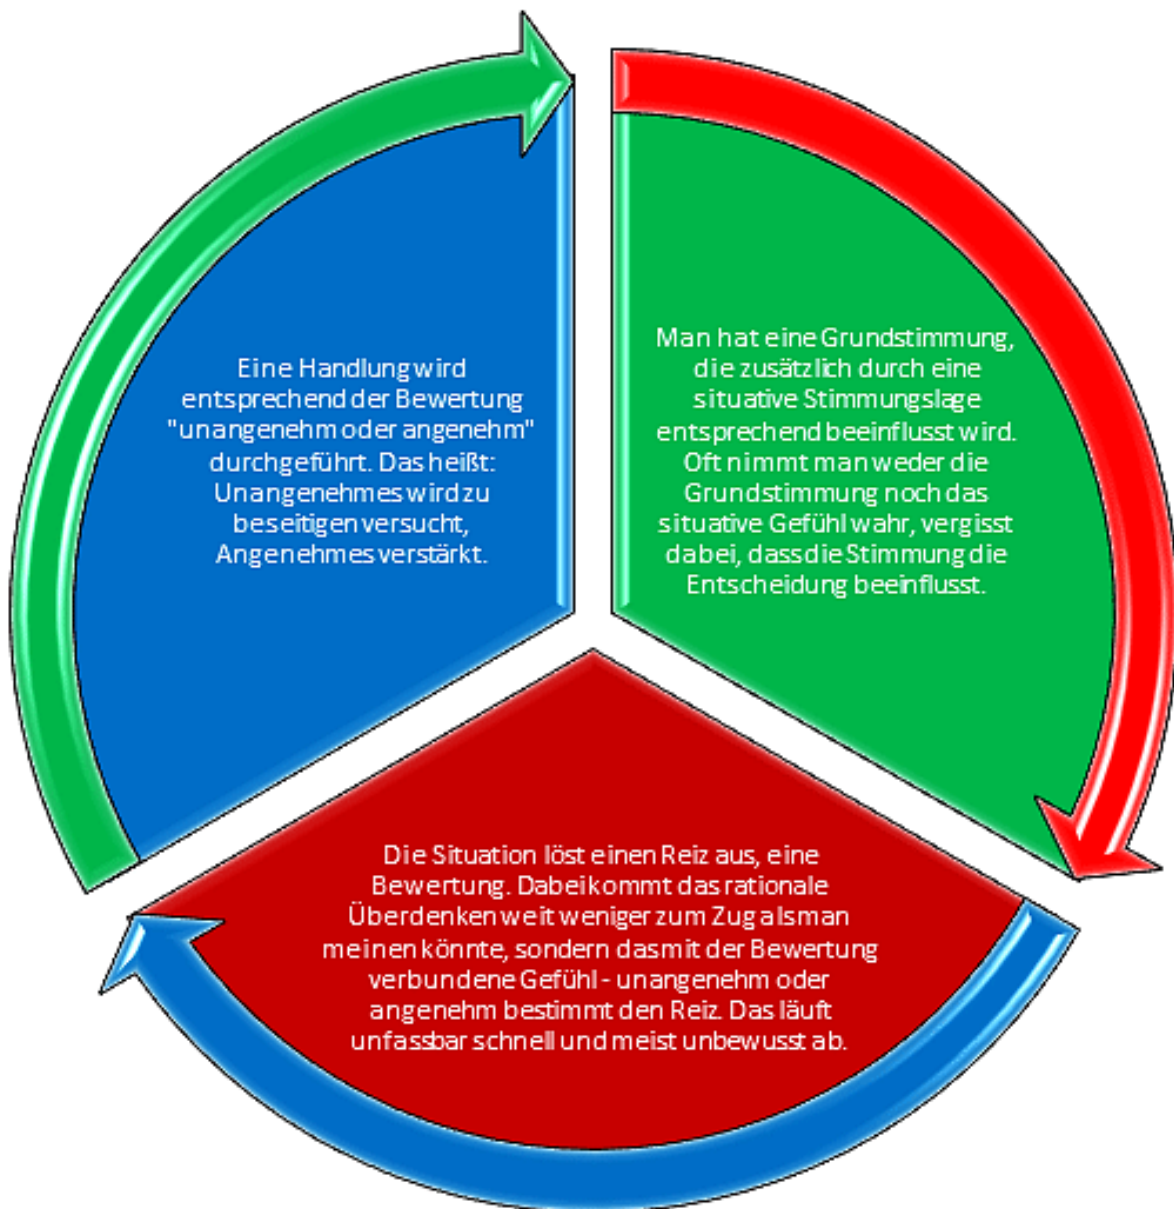 Eine Handlung wird
entsprechend der Bewertung
"unangenehm oder angenehm"
durchgeführt. Das heißt:
Unangenehmes wird zu
beseitigen versucht,
Angenehmes verstärkt.
Man hat eine Grundstimmung,
die zusätzlich durch eine
situative Stimmungslage
entsprechend beeinflusst wird.
Oft nimmt man weder die
Grundstimmung noch das
situative Gefühl wahr, vergisst
dabei, dass die Stimmung die
Entscheidung beeinflusst.
Die Situation löst einen Reiz aus, eine
Bewertung. Dabei kommt das rationale
Überdenken weit weniger zum Zug als man
meinen könnte, sondern das mit der Bewertung
verbundene Gefühl - unangenehm oder
angenehm bestimmt den Reiz. Das läuft
unfassbar schnell und meist unbewusst ab.